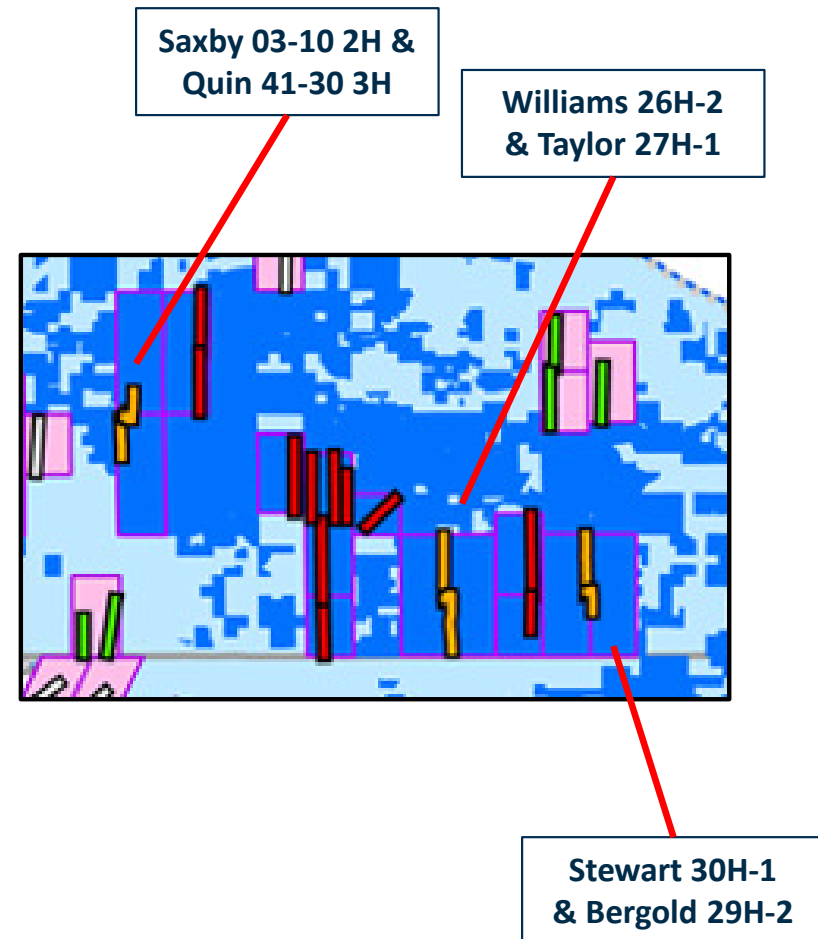 Saxby 03-10 2H &
Quin 41-30 3H
Williams 26H-2
& Taylor 27H-1
Stewart 30H-1
& Bergold 29H-2